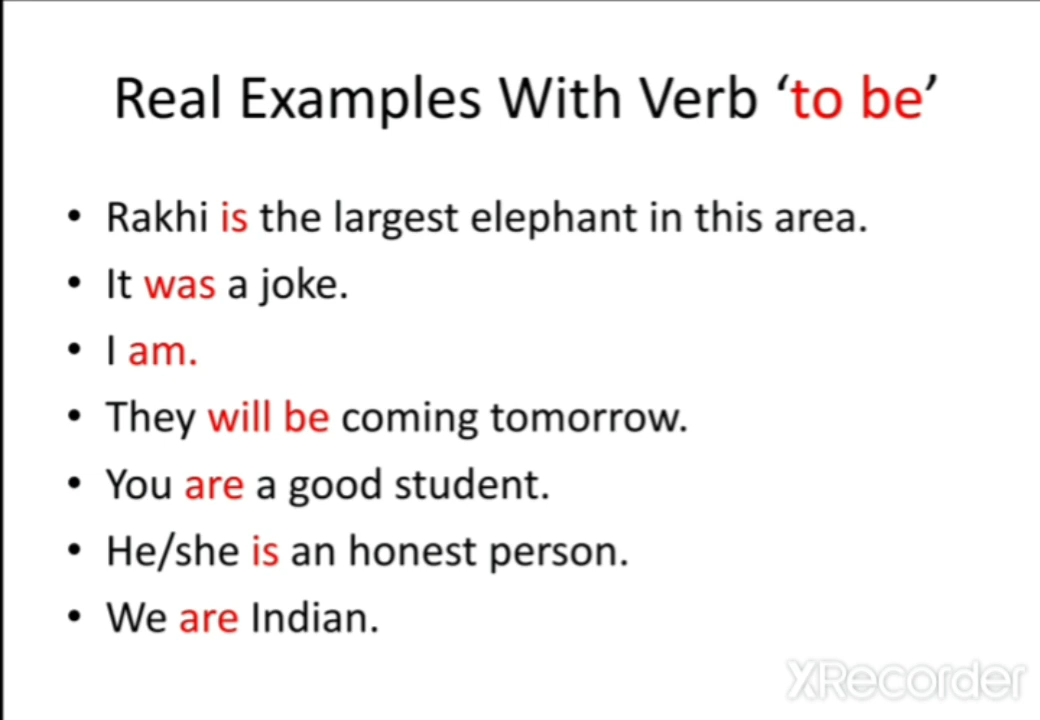 Real Examples With Verb ‘to be’
• Rakhi is the largest elephant in this area.
• It was a joke.
• I am.
• They will be coming tomorrow.
• You are a good student.
• He/she is an honest person.
• We are Indian.
XRecorder